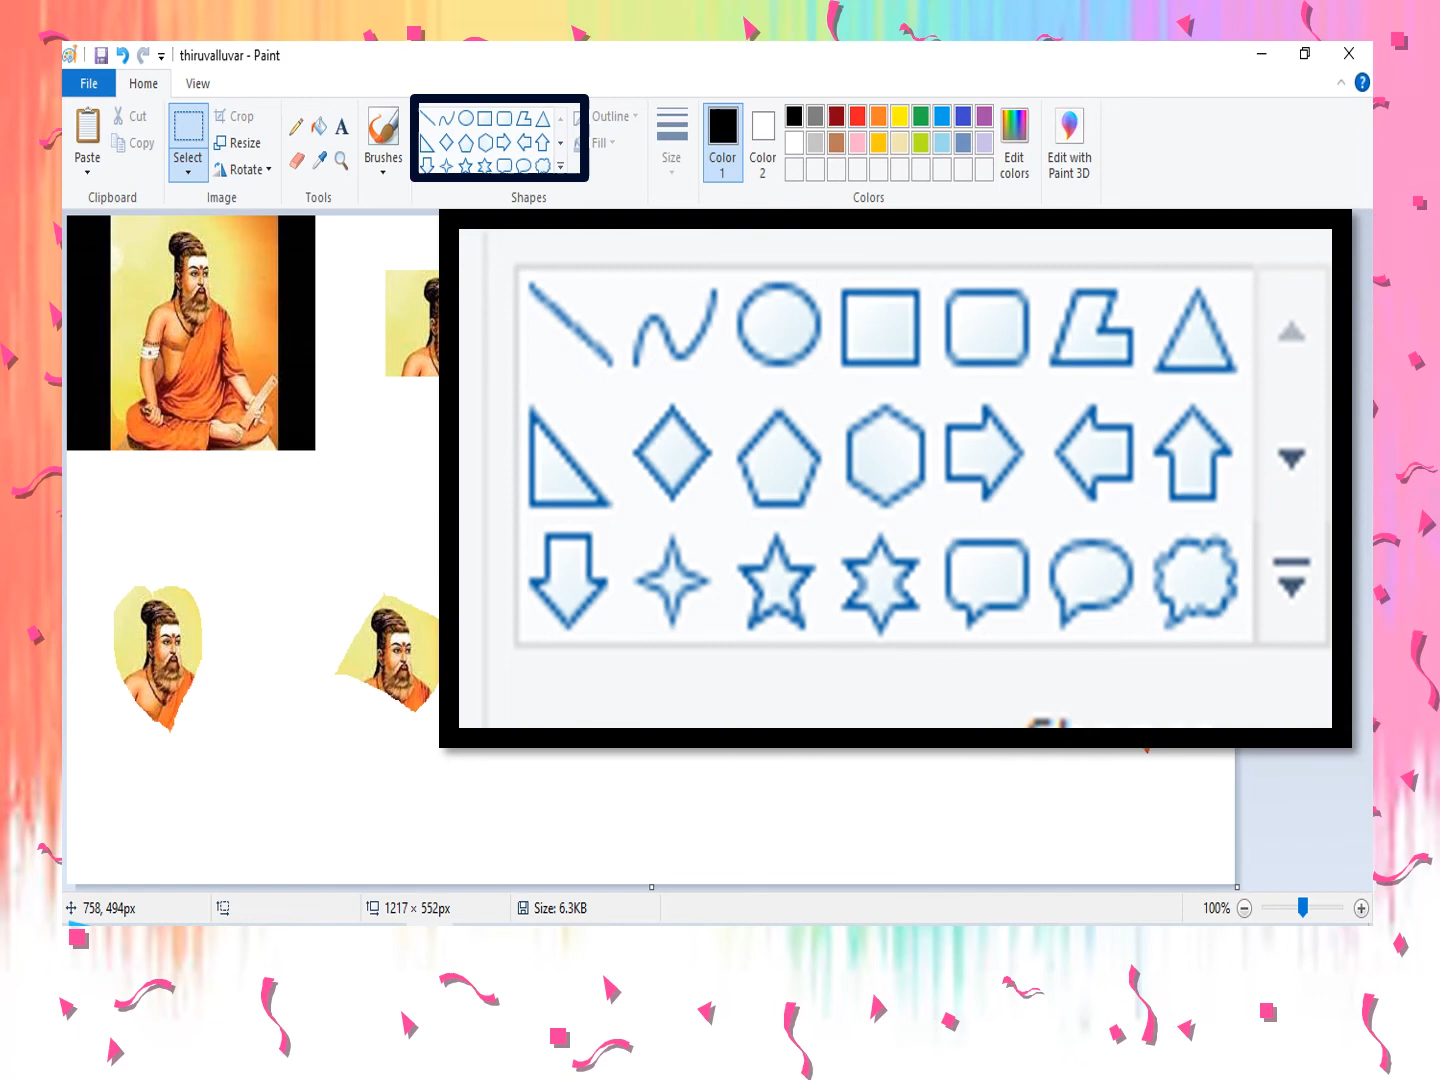 thiruvalluvar - Paint
File Home View
Paste
Cut
Copy
Clipboard
Select
Crop
Resize
Rotate
Image
A
Tools
Brushes
Outline
Fill
Shapes
Size
Color
1
Color
2
Edit
colors
Colors
Edit with
Paint 3D
758, 494px
1217 × 552px
Size: 6.3KB
100%